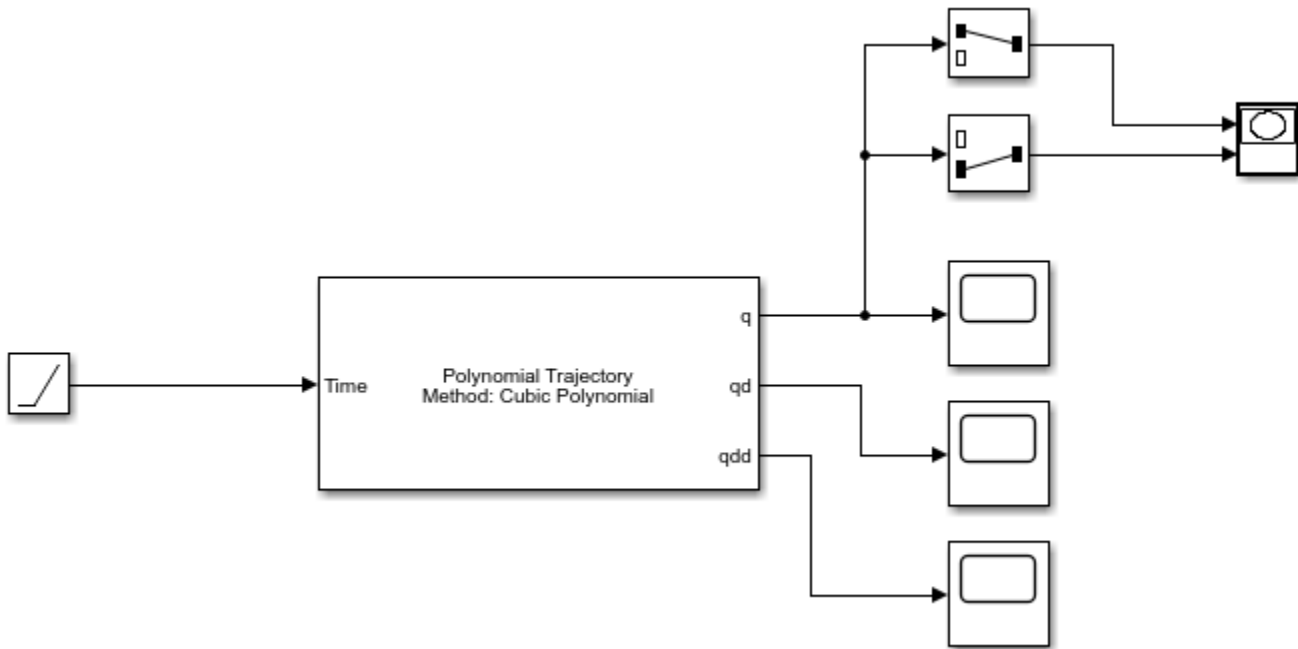 q
Time
Polynomial Trajectory
Method: Cubic Polynomial
qd
qdd